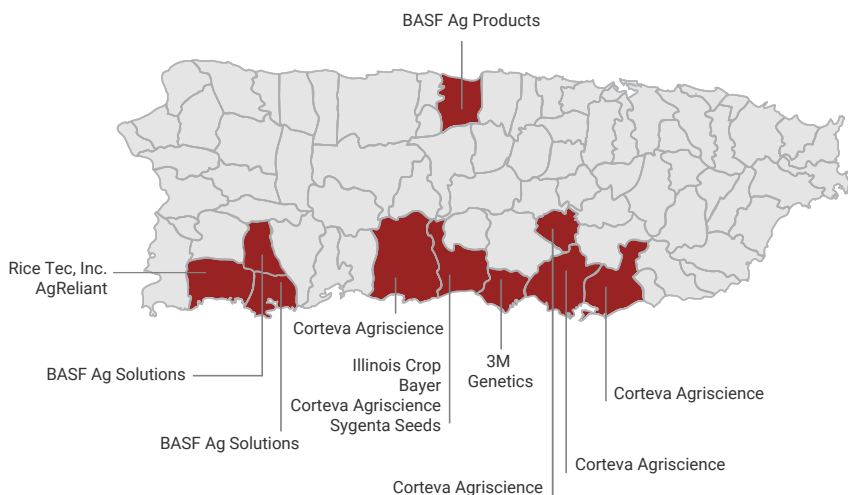 BASF Ag Products
Rice Tec, Inc.
AgReliant
Corteva Agriscience
BASF Ag Solutions
Illinois Crop
Bayer
Corteva Agriscience
Sygenta Seeds
3M
Genetics
Corteva Agriscience
BASF Ag Solutions
Corteva Agriscience
Corteva Agriscience